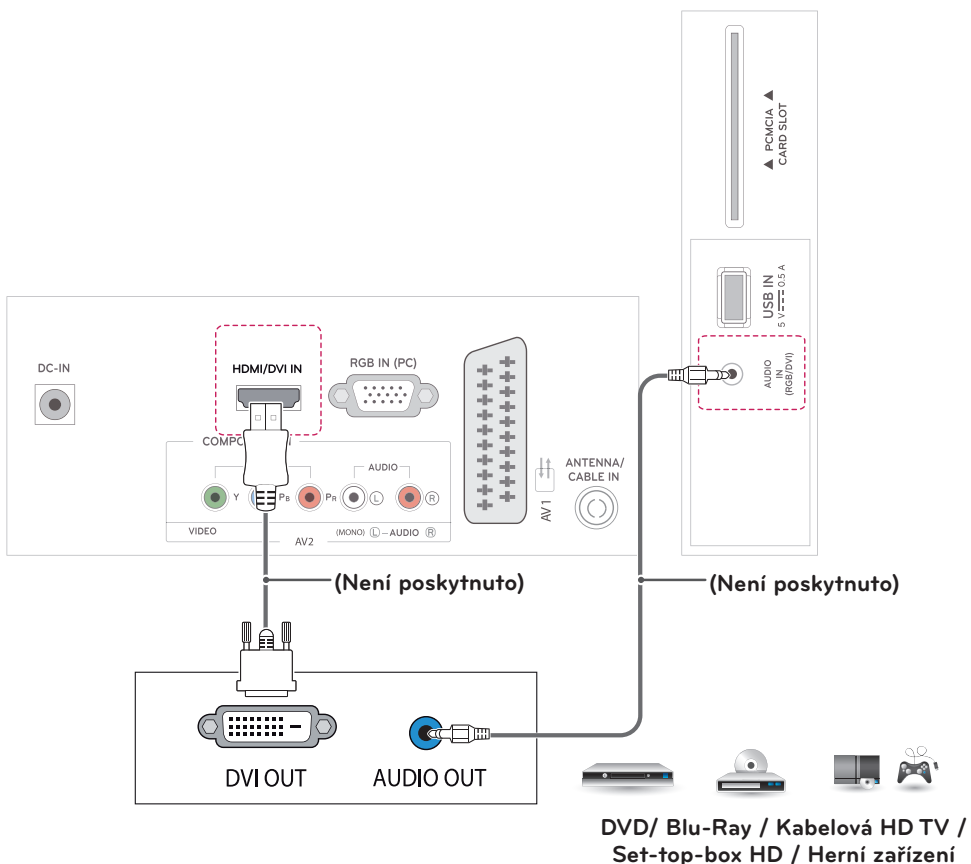 ▲ PCMCIA ▲
CARD SLOT
USB IN
5 V 0.5 A
AUDIO
IN
(RGB/DVI)
DC-IN
HDMI/DVI IN
RGB IN (PC)
ANTENNA/
CABLE IN
AV1
AUDIO
Y PB PR L R
VIDEO
(MONO) L – AUDIO R
AV2
(Není poskytnuto)
(Není poskytnuto)
DVI OUT
AUDIO OUT
DVD/ Blu-Ray / Kabelová HD TV /
Set-top-box HD / Herní zařízení